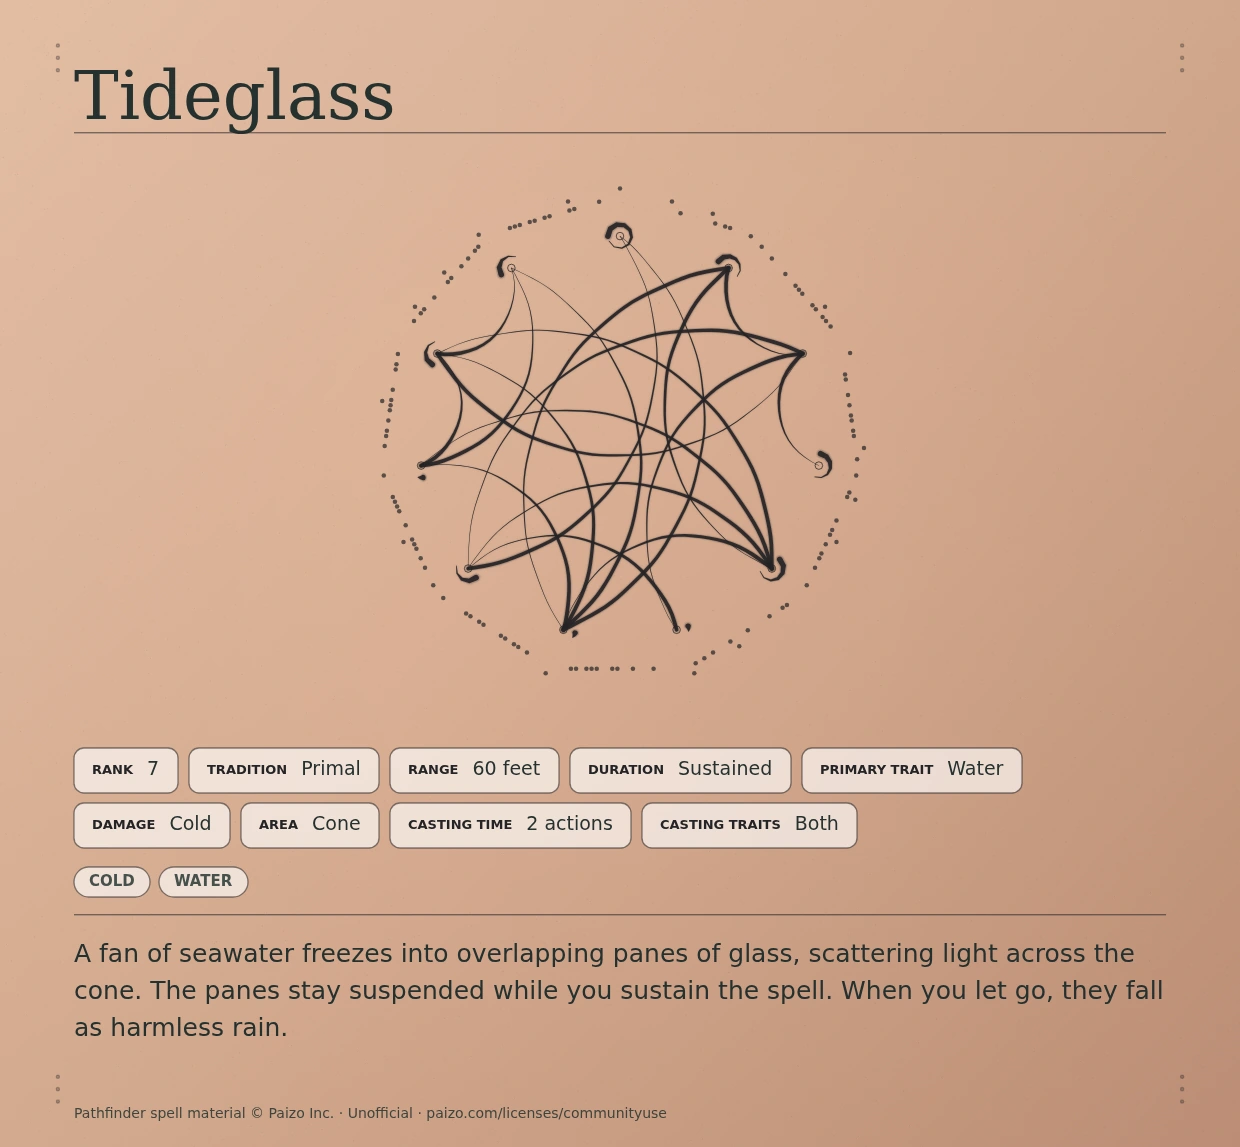 Tideglass
RANK 7 TRADITION Primal RANGE 60 feet DURATION Sustained PRIMARY TRAIT Water
DAMAGE Cold AREA Cone CASTING TIME 2 actions CASTING TRAITS Both
COLD WATER
A fan of seawater freezes into overlapping panes of glass, scattering light across the
cone. The panes stay suspended while you sustain the spell. When you let go, they fall
as harmless rain.
Pathfinder spell material © Paizo Inc. · Unofficial · paizo.com/licenses/communityuse